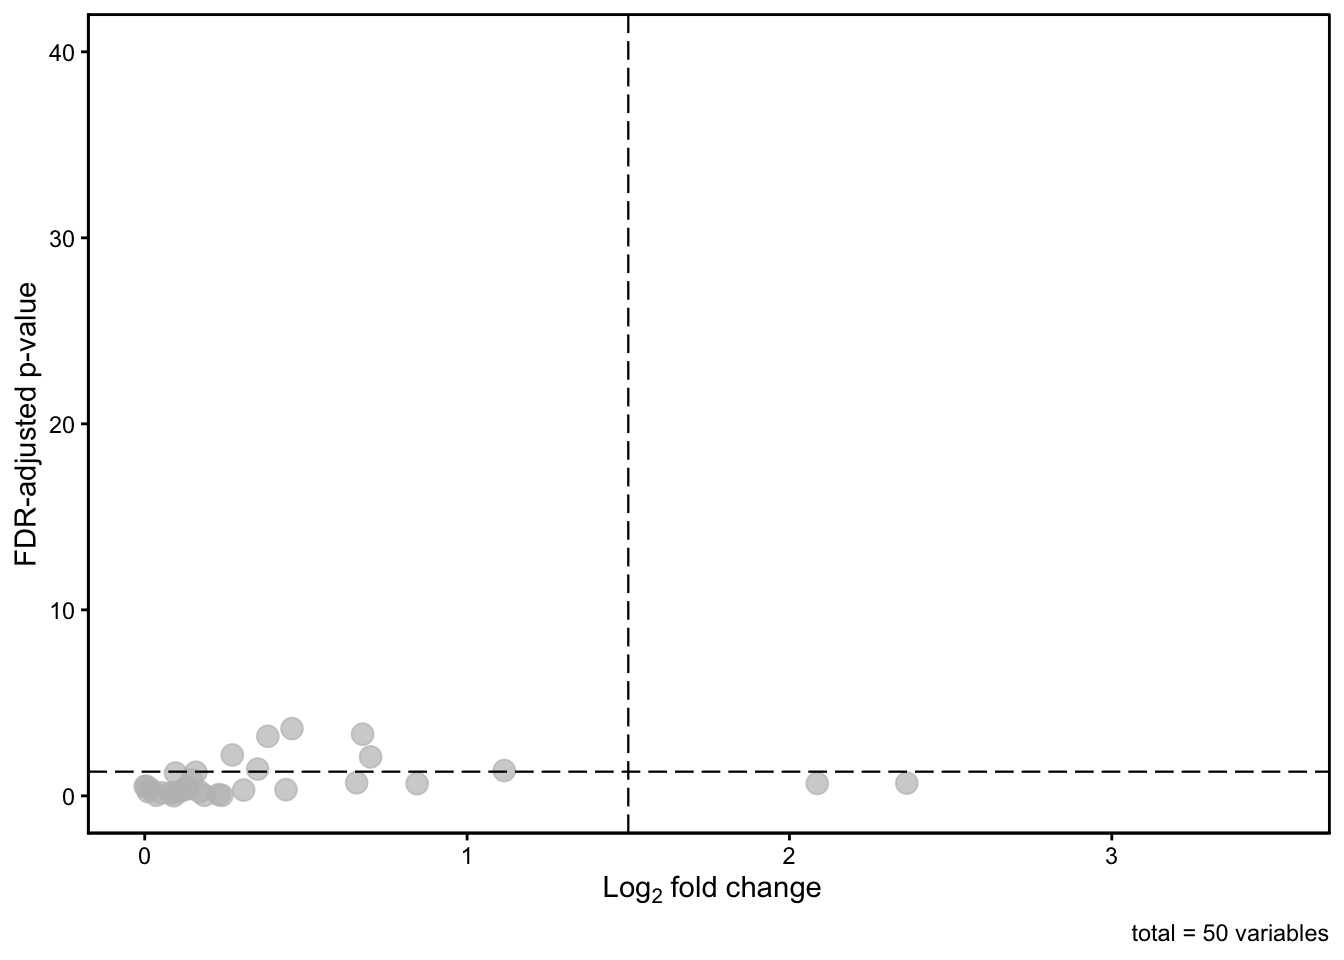 40
30
20
10
0
FDR-adjusted p-value
0 1 2 3
Log₂ fold change
total = 50 variables